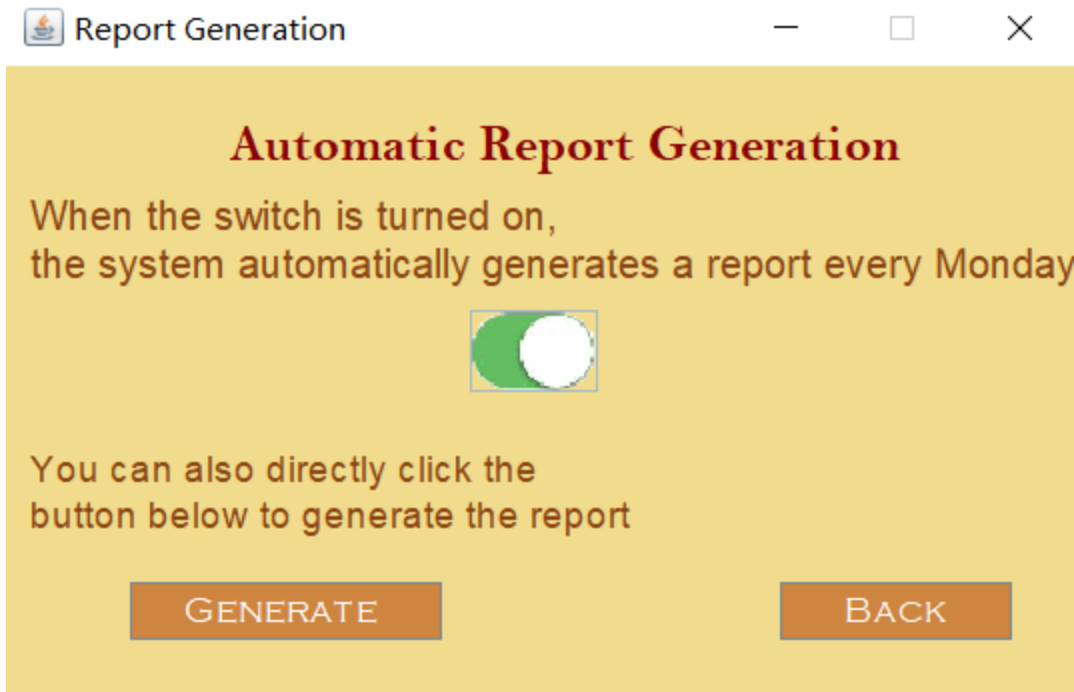 Report Generation
Automatic Report Generation
When the switch is turned on,
the system automatically generates a report every Monday
You can also directly click the
button below to generate the report
GENERATE
BACK